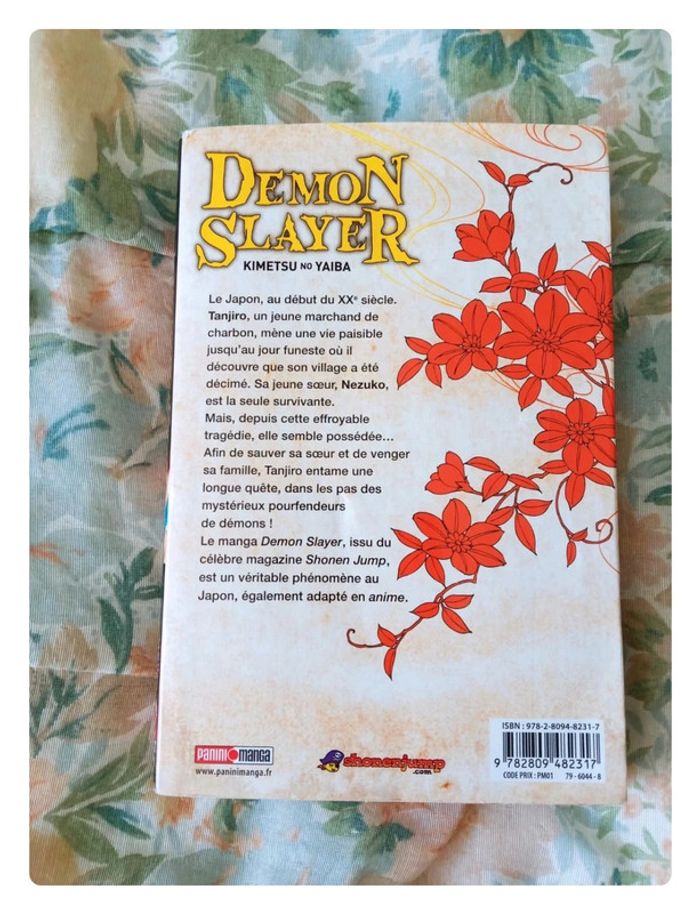 DEMON
SLAYER
KIMETSU NO YAIBA
Le Japon, au début du XXe siècle.
Tanjiro, un jeune marchand de
charbon, mène une vie paisible
jusqu'au jour funeste où il
découvre que son village a été
décimé. Sa jeune sœur, Nezuko,
est la seule survivante.
Mais, depuis cette effroyable
tragédie, elle semble possédée...
Afin de sauver sa sœur et de venger
sa famille, Tanjiro entame une
longue quête, dans les pas des
mystérieux pourfendeurs
de démons !
Le manga Demon Slayer, issu du
célèbre magazine Shonen Jump,
est un véritable phénomène au
Japon, également adapté en anime.
PANINI MANGA
www.paninimanga.fr
shonenjump
.com
ISBN : 978-2-8094-8231-7
9 782809 482317
CODE PRIX : PM01 79 - 6044 - 8